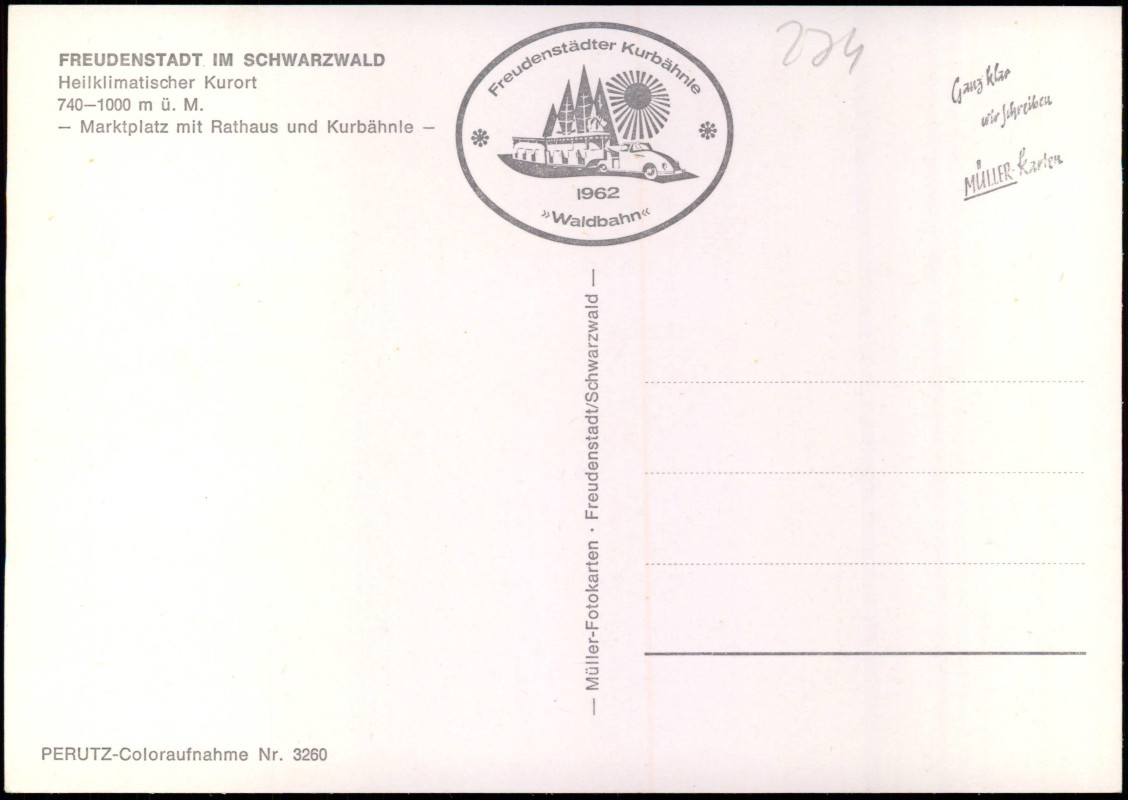 FREUDENSTADT IM SCHWARZWALD
Heilklimatischer Kurort
740—1000 m ü. M.
— Marktplatz mit Rathaus und Kurbähnle —
Freudenstädter Kurbähnle
1962
»Waldbahn«
Ganz klar
wir schreiben
MÜLLER-Karten
— Müller-Fotokarten · Freudenstadt/Schwarzwald —
PERUTZ-Coloraufnahme Nr. 3260